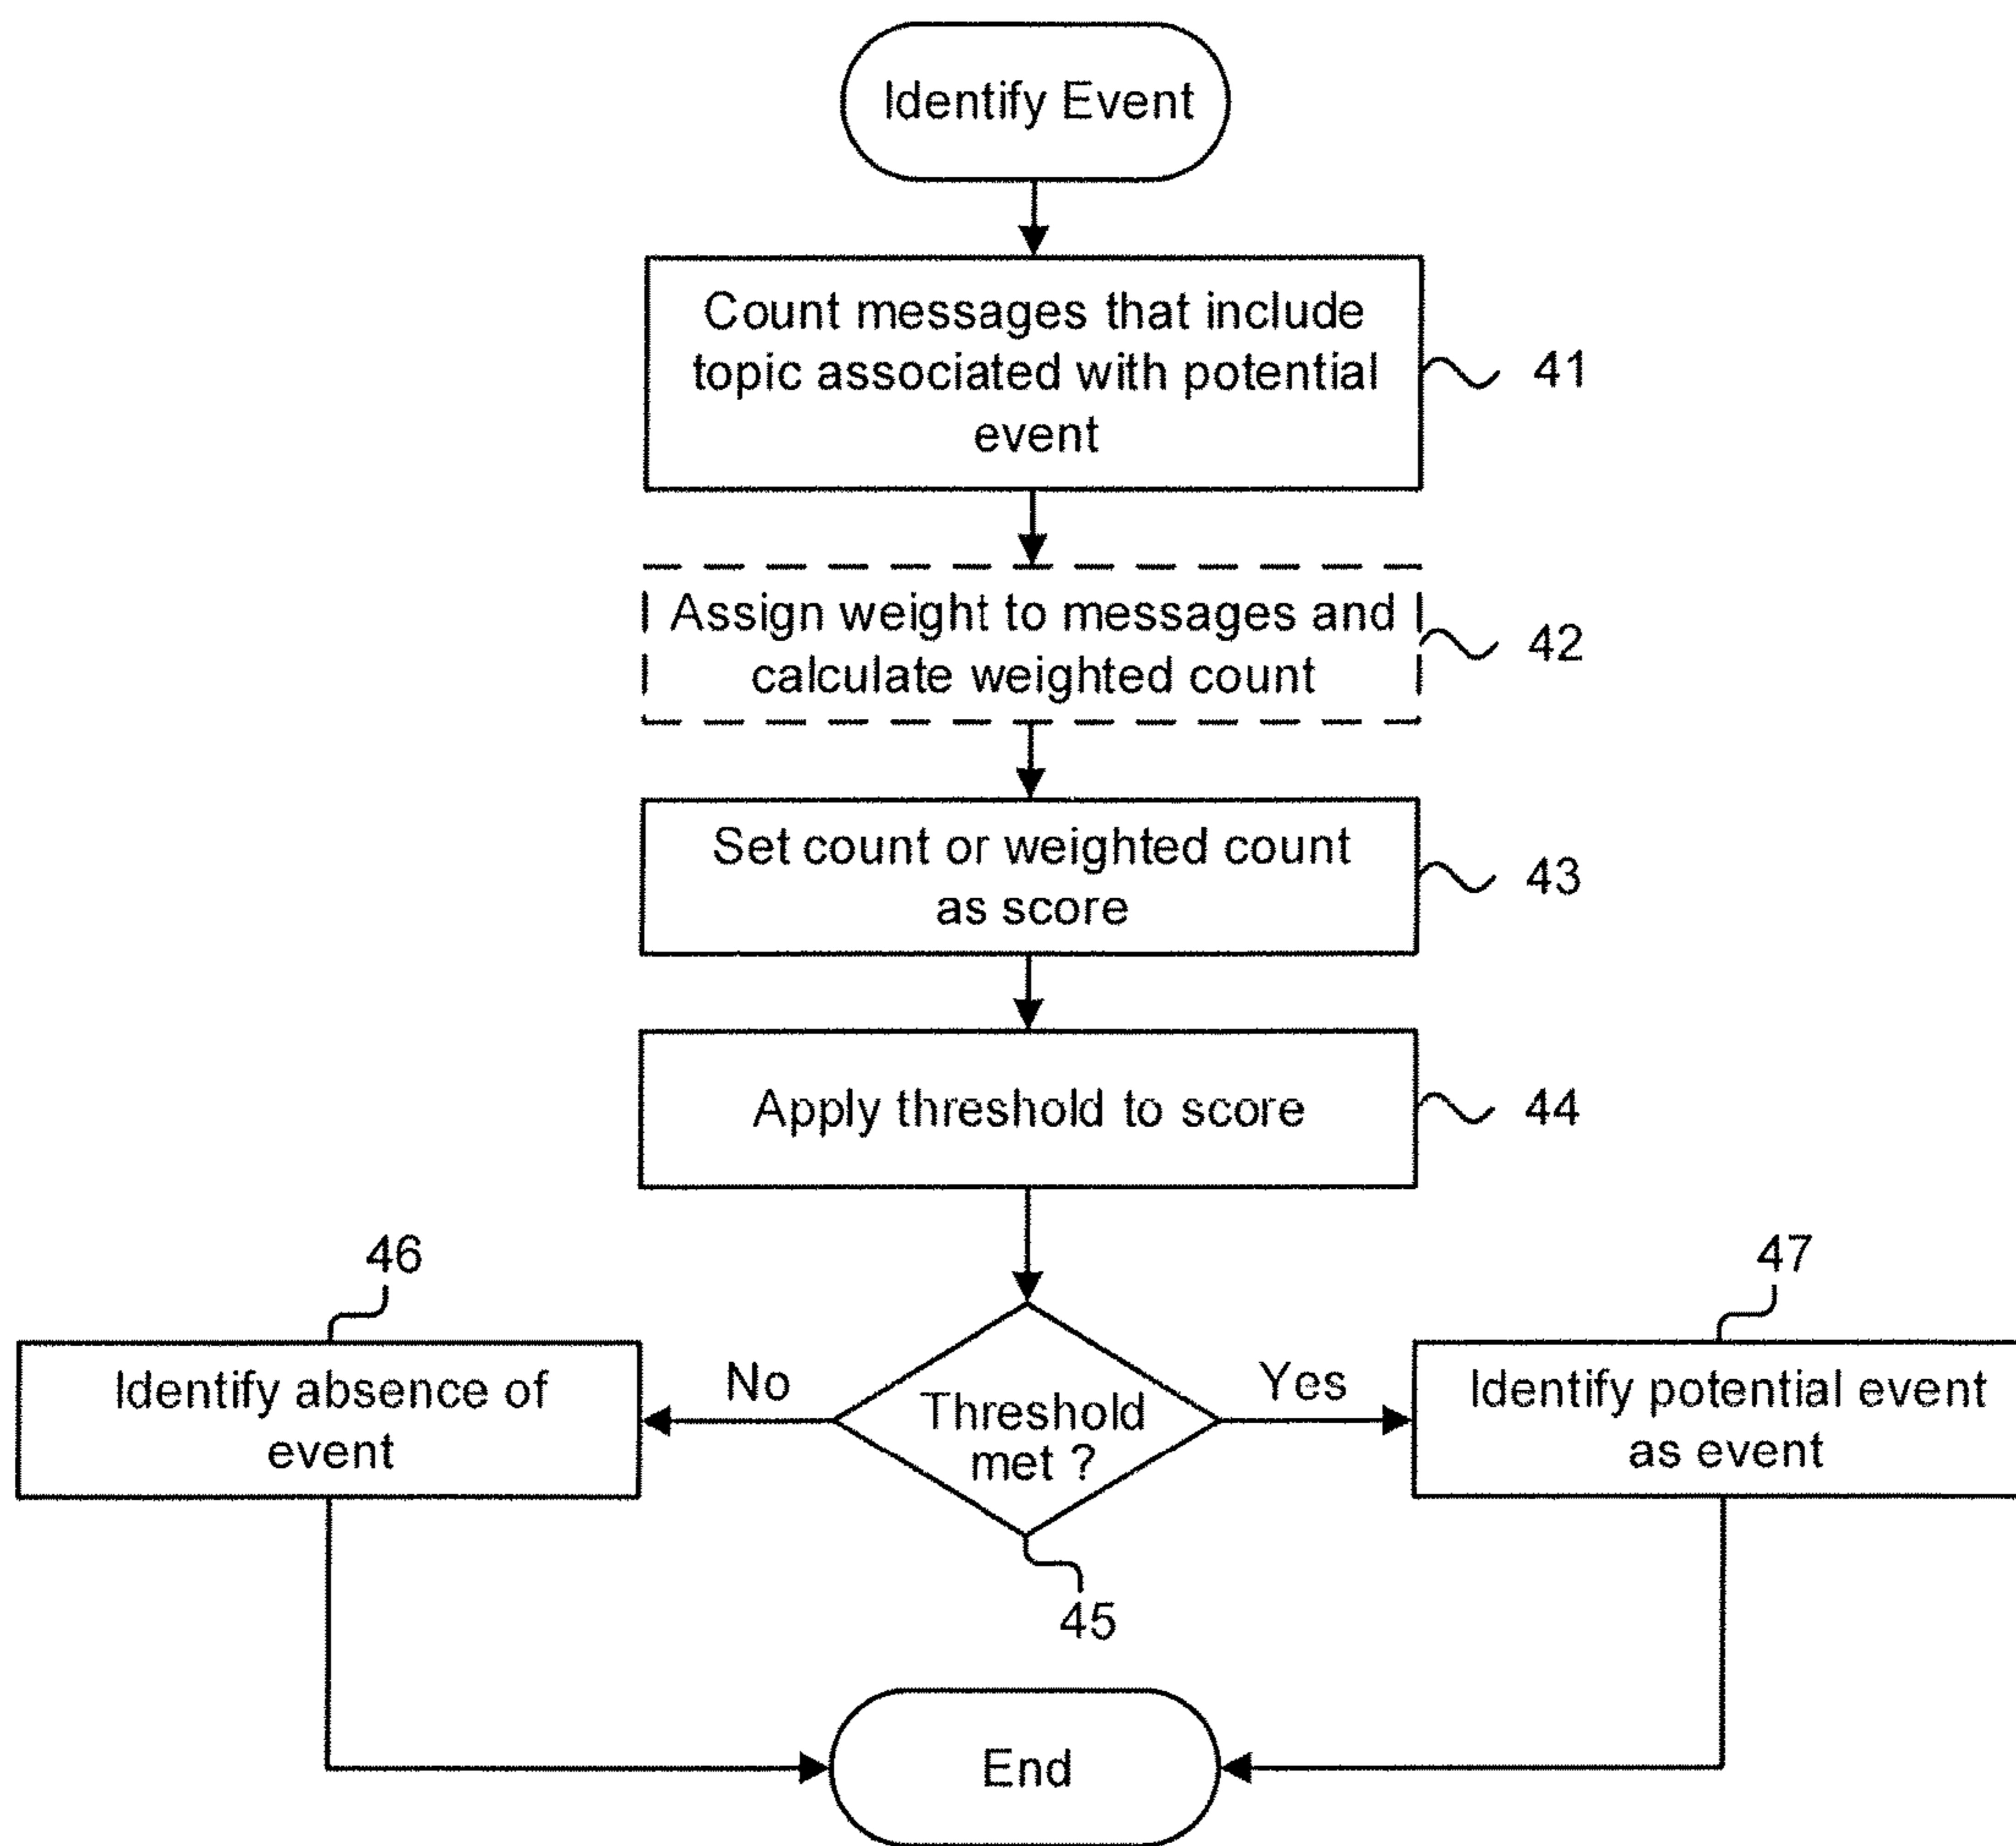 Identify Event
Count messages that include
topic associated with potential
event
41
Assign weight to messages and
calculate weighted count
42
Set count or weighted count
as score
43
Apply threshold to score
44
46
47
Identify absence of
event
No
Threshold
met ?
Yes
Identify potential event
as event
45
End